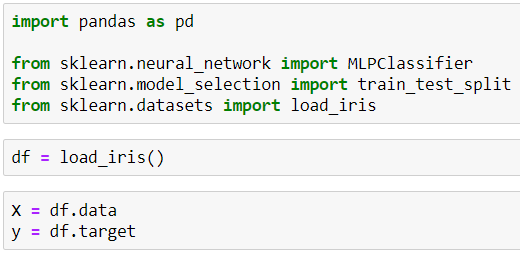 import pandas as pd
from sklearn.neural_network import MLPClassifier
from sklearn.model_selection import train_test_split
from sklearn.datasets import load_iris
df = load_iris()
X = df.data
y = df.target